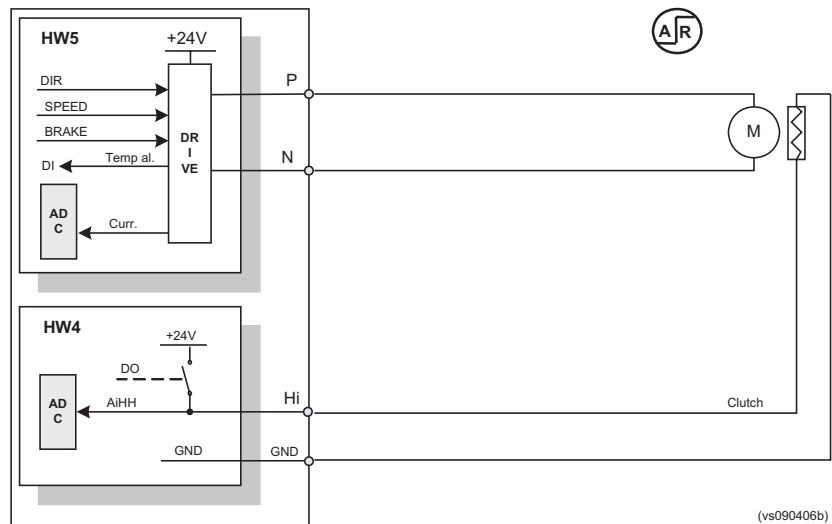 HW5
+24V
A R
DIR
SPEED
BRAKE
DI
Temp al.
DR
I
VE
P
N
M
AD
C
Curr.
HW4
+24V
DO
AD
C
AiHH
Hi
Clutch
GND
GND
(vs090406b)